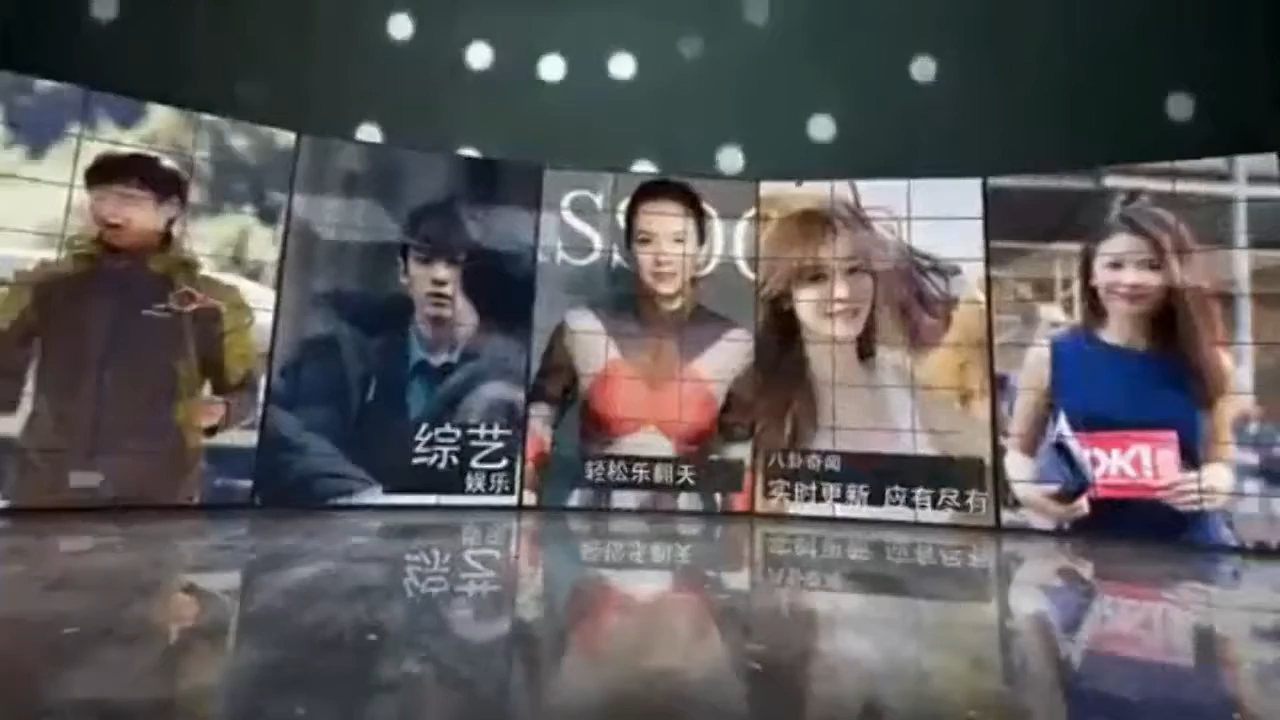 综艺
娱乐
轻松乐翻天
八卦奇闻
实时更新 应有尽有
OK!